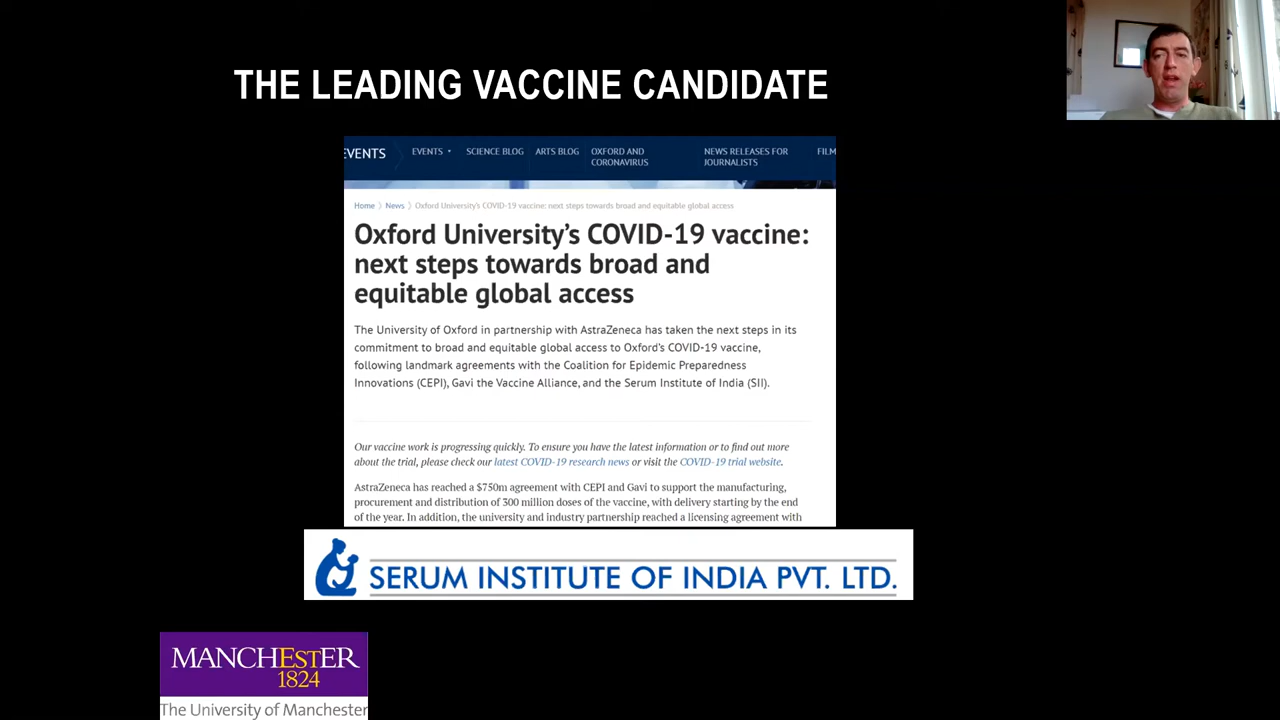 THE LEADING VACCINE CANDIDATE
EVENTS
EVENTS
SCIENCE BLOG
ARTS BLOG
OXFORD AND
CORONAVIRUS
NEWS RELEASES FOR
JOURNALISTS
FILM
Home 〉 News 〉 Oxford University's COVID-19 vaccine: next steps towards broad and equitable global access
Oxford University's COVID-19 vaccine:
next steps towards broad and
equitable global access
The University of Oxford in partnership with AstraZeneca has taken the next steps in its
commitment to broad and equitable global access to Oxford's COVID-19 vaccine,
following landmark agreements with the Coalition for Epidemic Preparedness
Innovations (CEPI), Gavi the Vaccine Alliance, and the Serum Institute of India (SII).
Our vaccine work is progressing quickly. To ensure you have the latest information or to find out more
about the trial, please check our latest COVID-19 research news or visit the COVID-19 trial website.
AstraZeneca has reached a $750m agreement with CEPI and Gavi to support the manufacturing,
procurement and distribution of 300 million doses of the vaccine, with delivery starting by the end
of the year. In addition, the university and industry partnership reached a licensing agreement with
SERUM INSTITUTE OF INDIA PVT. LTD.
MANCHESTER
1824
The University of Manchester